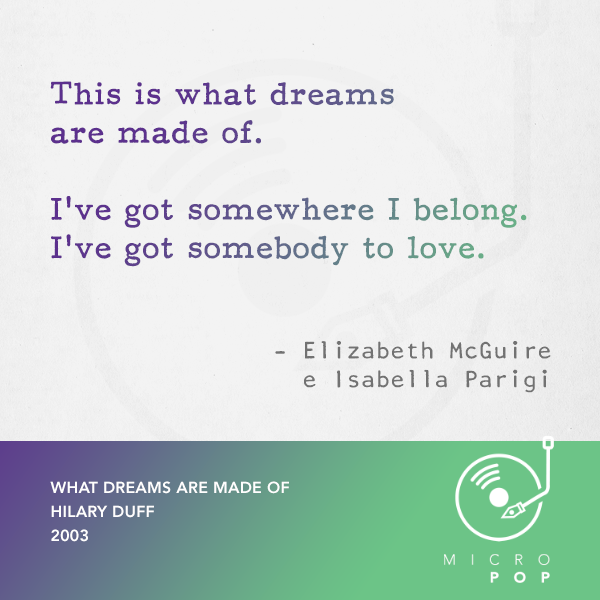 This is what dreams
are made of.
I've got somewhere I belong.
I've got somebody to love.
- Elizabeth McGuire
e Isabella Parigi
WHAT DREAMS ARE MADE OF
HILARY DUFF
2003
MICRO
POP